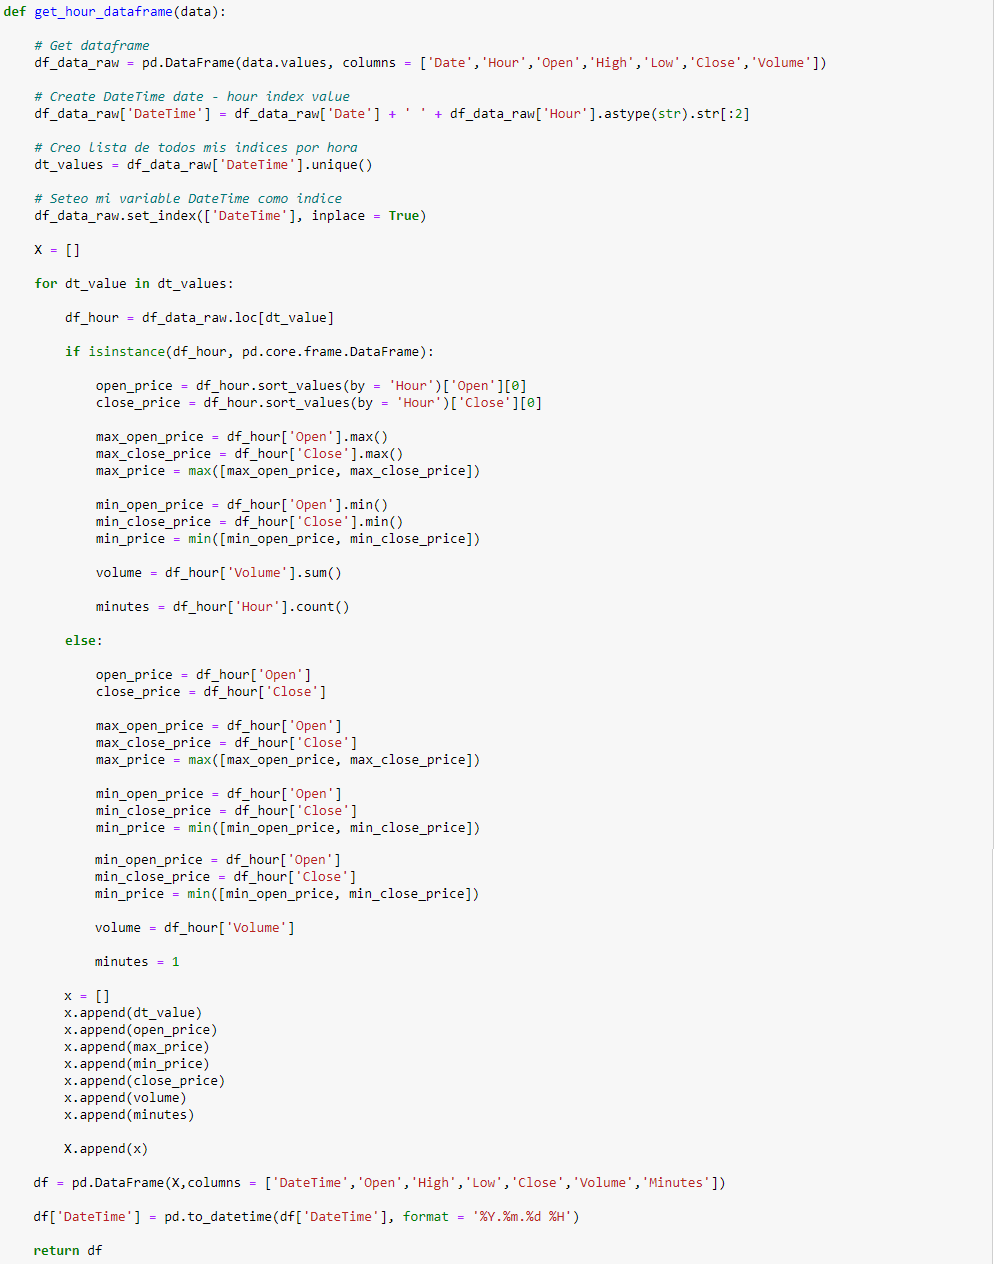 def get_hour_dataframe(data):
# Get dataframe
df_data_raw = pd.DataFrame(data.values, columns = ['Date','Hour','Open','High','Low','Close','Volume'])
# Create DateTime date - hour index value
df_data_raw['DateTime'] = df_data_raw['Date'] + ' ' + df_data_raw['Hour'].astype(str).str[:2]
# Creo lista de todos mis indices por hora
dt_values = df_data_raw['DateTime'].unique()
# Seteo mi variable DateTime como indice
df_data_raw.set_index(['DateTime'], inplace = True)
X = []
for dt_value in dt_values:
df_hour = df_data_raw.loc[dt_value]
if isinstance(df_hour, pd.core.frame.DataFrame):
open_price = df_hour.sort_values(by = 'Hour')['Open'][0]
close_price = df_hour.sort_values(by = 'Hour')['Close'][0]
max_open_price = df_hour['Open'].max()
max_close_price = df_hour['Close'].max()
max_price = max([max_open_price, max_close_price])
min_open_price = df_hour['Open'].min()
min_close_price = df_hour['Close'].min()
min_price = min([min_open_price, min_close_price])
volume = df_hour['Volume'].sum()
minutes = df_hour['Hour'].count()
else:
open_price = df_hour['Open']
close_price = df_hour['Close']
max_open_price = df_hour['Open']
max_close_price = df_hour['Close']
max_price = max([max_open_price, max_close_price])
min_open_price = df_hour['Open']
min_close_price = df_hour['Close']
min_price = min([min_open_price, min_close_price])
min_open_price = df_hour['Open']
min_close_price = df_hour['Close']
min_price = min([min_open_price, min_close_price])
volume = df_hour['Volume']
minutes = 1
x = []
x.append(dt_value)
x.append(open_price)
x.append(max_price)
x.append(min_price)
x.append(close_price)
x.append(volume)
x.append(minutes)
X.append(x)
df = pd.DataFrame(X,columns = ['DateTime','Open','High','Low','Close','Volume','Minutes'])
df['DateTime'] = pd.to_datetime(df['DateTime'], format = '%Y.%m.%d %H')
return df